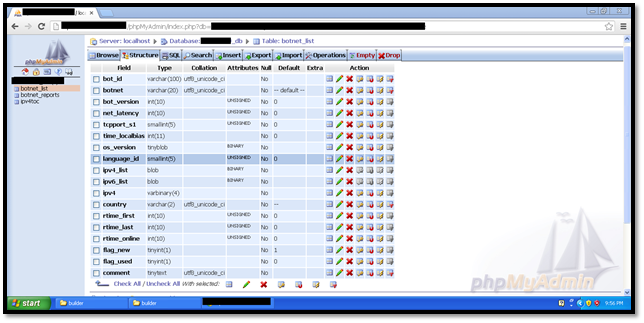 /phpMyAdmin/index.php?db=
Server: localhost Database: _db Table: botnet_list
Browse Structure SQL Search Insert Export Import Operations Empty Drop
phpMyAdmin
botnet_list
botnet_reports
ipv4toc
Field Type Collation Attributes Null Default Extra Action
bot_id varchar(100) utf8_unicode_ci No
botnet varchar(20) utf8_unicode_ci No -- default --
bot_version int(10) UNSIGNED No 0
net_latency int(10) UNSIGNED No 0
tcpport_s1 smallint(5) UNSIGNED No 0
time_localbias int(11) No 0
os_version tinyblob BINARY No
language_id smallint(5) UNSIGNED No 0
ipv4_list blob BINARY No
ipv6_list blob BINARY No
ipv4 varbinary(4) No
country varchar(2) utf8_unicode_ci No --
rtime_first int(10) UNSIGNED No 0
rtime_last int(10) UNSIGNED No 0
rtime_online int(10) UNSIGNED No 0
flag_new tinyint(1) No 1
flag_used tinyint(1) No 0
comment tinytext utf8_unicode_ci No
Check All / Uncheck All With selected:
phpMyAdmin
start builder builder 9:56 PM